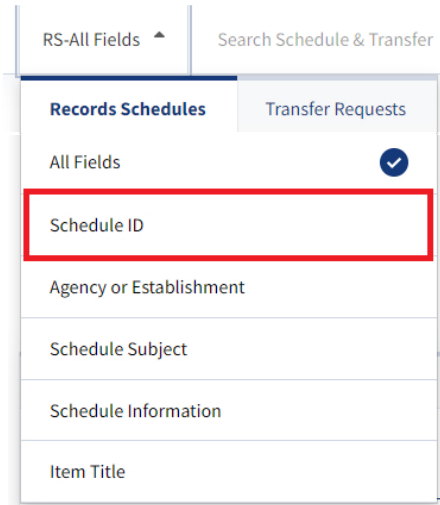 RS-All Fields Search Schedule & Transfer
Records Schedules Transfer Requests
All Fields
Schedule ID
Agency or Establishment
Schedule Subject
Schedule Information
Item Title